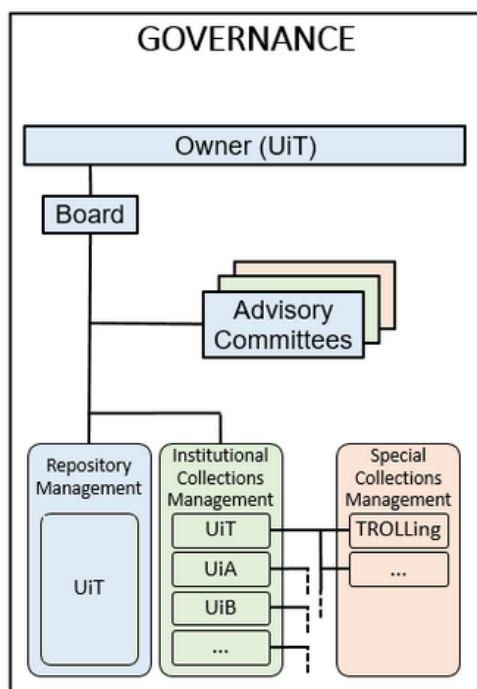 GOVERNANCE
Owner (UiT)
Board
Advisory
Committees
Repository
Management
UiT
Institutional
Collections
Management
UiT
UiA
UiB
...
Special
Collections
Management
TROLLing
...